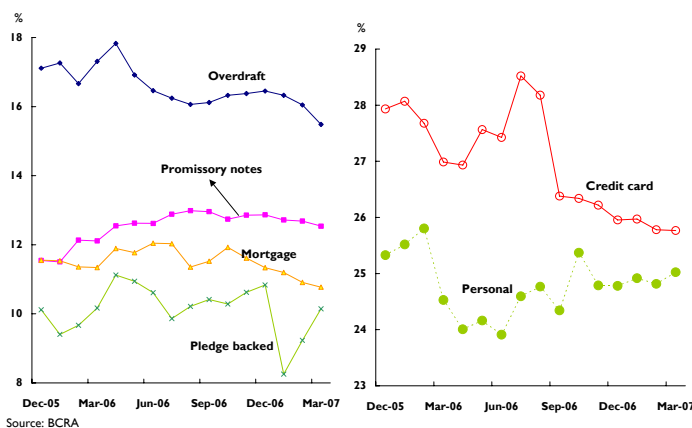 %
18
16
14
12
10
8
Overdraft
Promissory notes
Mortgage
Pledge backed
Dec-05 Mar-06 Jun-06 Sep-06 Dec-06 Mar-07
%
29
28
27
26
25
24
23
Credit card
Personal
Dec-05 Mar-06 Jun-06 Sep-06 Dec-06 Mar-07
Source: BCRA